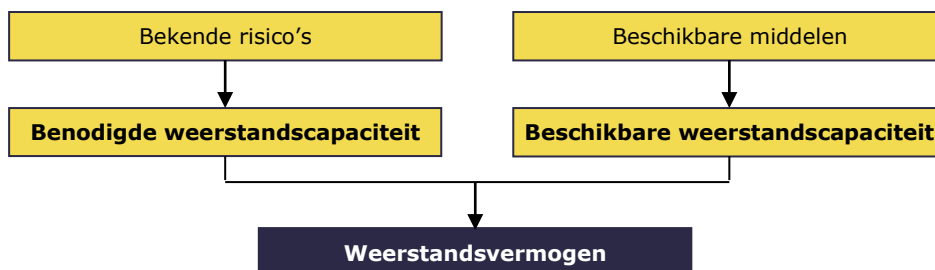 Bekende risico’s
Beschikbare middelen
Benodigde weerstandscapaciteit
Beschikbare weerstandscapaciteit
Weerstandsvermogen